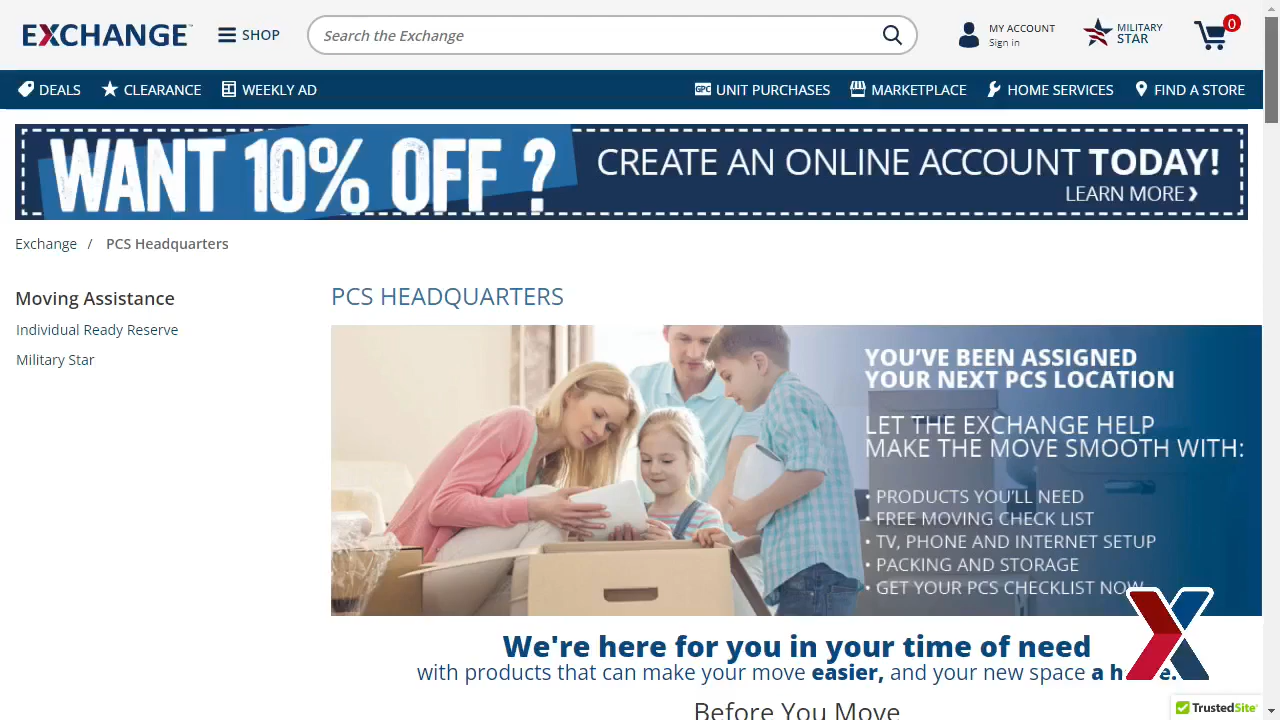 EXCHANGE
SHOP
Search the Exchange
MY ACCOUNT
Sign in
MILITARY
STAR
0
DEALS
CLEARANCE
WEEKLY AD
GPC UNIT PURCHASES
MARKETPLACE
HOME SERVICES
FIND A STORE
WANT 10% OFF ?
CREATE AN ONLINE ACCOUNT TODAY!
LEARN MORE ❯
Exchange / PCS Headquarters
Moving Assistance
Individual Ready Reserve
Military Star
PCS HEADQUARTERS
YOU'VE BEEN ASSIGNED
YOUR NEXT PCS LOCATION
LET THE EXCHANGE HELP
MAKE THE MOVE SMOOTH WITH:
• PRODUCTS YOU'LL NEED
• FREE MOVING CHECK LIST
• TV, PHONE AND INTERNET SETUP
• PACKING AND STORAGE
• GET YOUR PCS CHECKLIST NOW
X
We're here for you in your time of need
with products that can make your move easier, and your new space a
Before You Move
TrustedSite